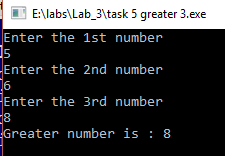 E:\labs\Lab_3\task 5 greater 3.exe
Enter the 1st number
5
Enter the 2nd number
6
Enter the 3rd number
8
Greater number is : 8